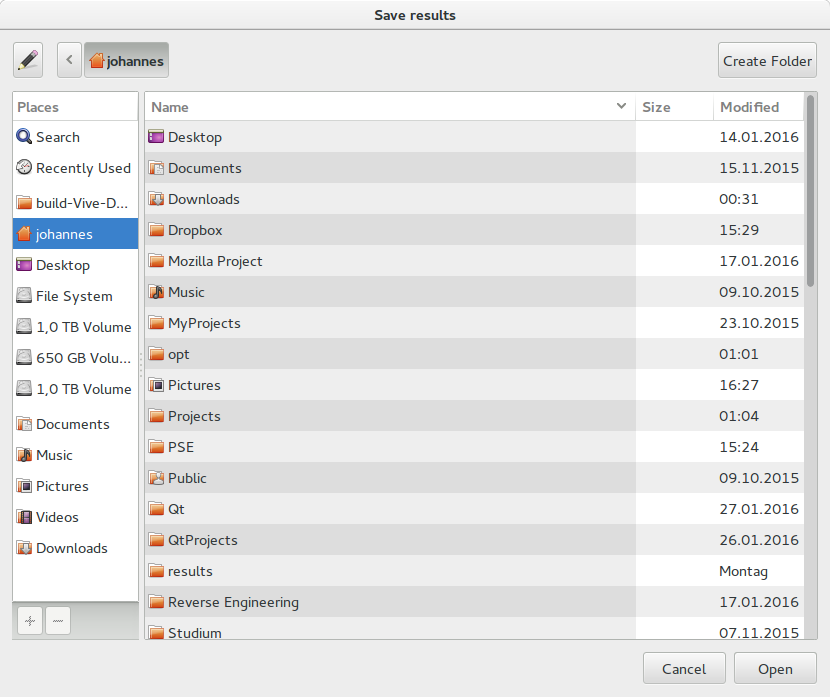 Save results
johannes
Create Folder
Places
Search
Recently Used
build-Vive-D...
johannes
Desktop
File System
1,0 TB Volume
650 GB Volu...
1,0 TB Volume
Documents
Music
Pictures
Videos
Downloads
Name Size Modified
Desktop 14.01.2016
Documents 15.11.2015
Downloads 00:31
Dropbox 15:29
Mozilla Project 17.01.2016
Music 09.10.2015
MyProjects 23.10.2015
opt 01:01
Pictures 16:27
Projects 01:04
PSE 15:24
Public 09.10.2015
Qt 27.01.2016
QtProjects 26.01.2016
results Montag
Reverse Engineering 17.01.2016
Studium 07.11.2015
Cancel Open